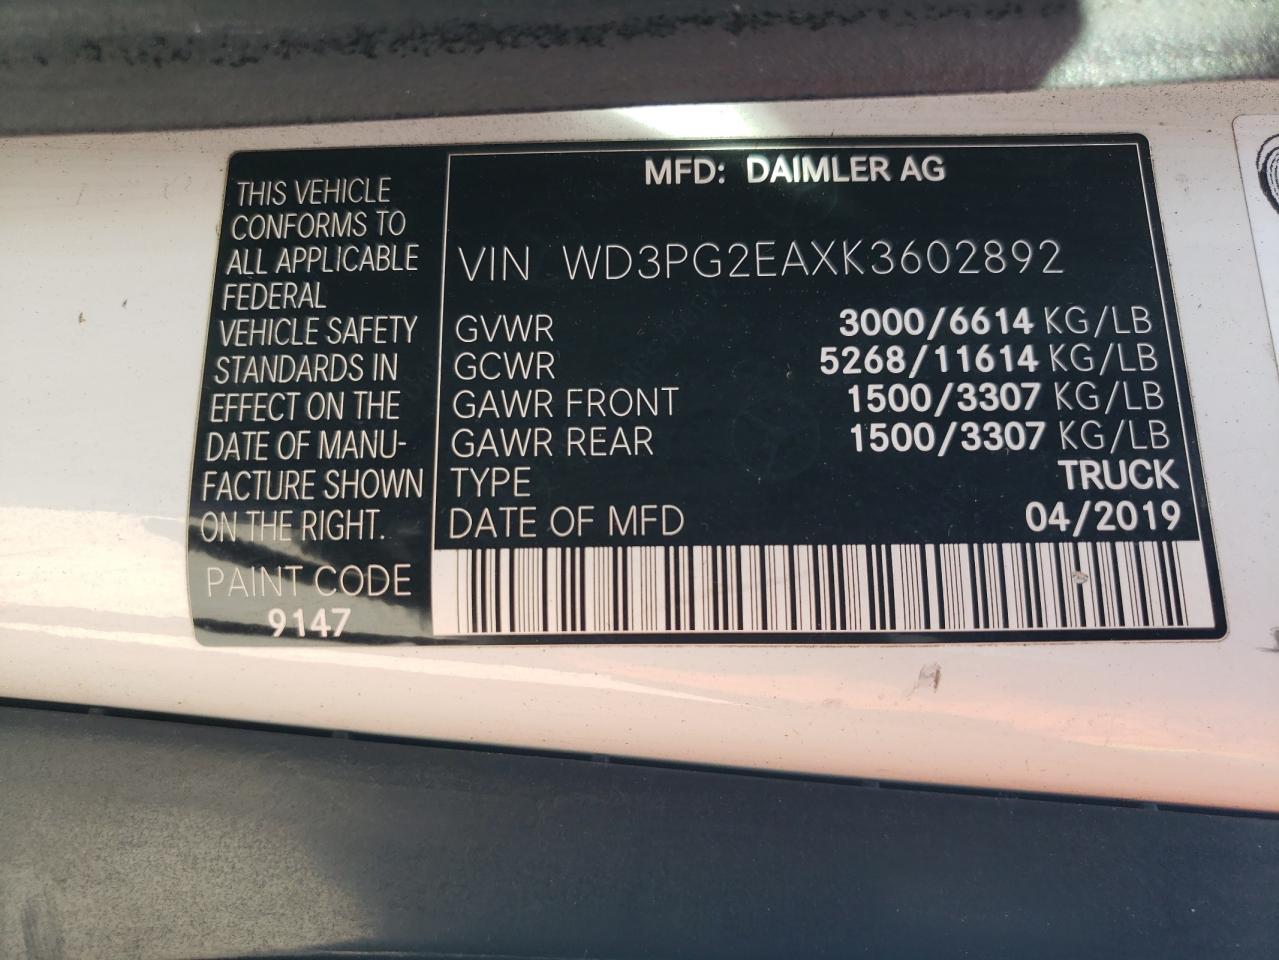 THIS VEHICLE
CONFORMS TO
ALL APPLICABLE
FEDERAL
VEHICLE SAFETY
STANDARDS IN
EFFECT ON THE
DATE OF MANU-
FACTURE SHOWN
ON THE RIGHT.
PAINT CODE
9147
MFD: DAIMLER AG
VIN WD3PG2EAXK3602892
GVWR 3000/6614 KG/LB
GCWR 5268/11614 KG/LB
GAWR FRONT 1500/3307 KG/LB
GAWR REAR 1500/3307 KG/LB
TYPE TRUCK
DATE OF MFD 04/2019